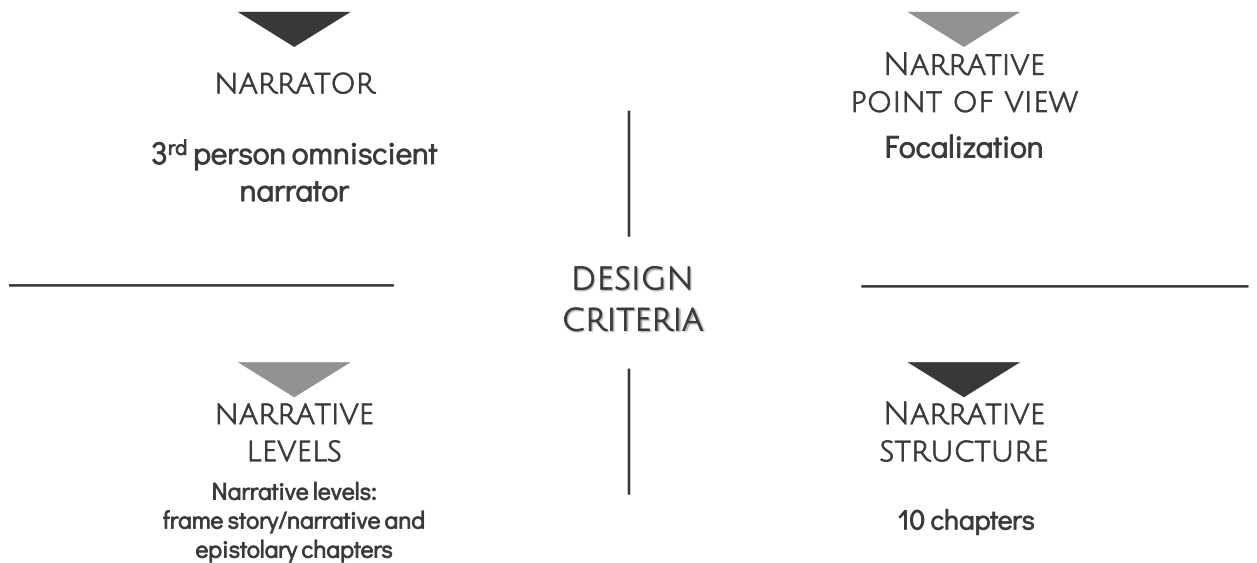 NARRATOR
3rd person omniscient
narrator
NARRATIVE
POINT OF VIEW
Focalization
DESIGN
CRITERIA
NARRATIVE
LEVELS
Narrative levels:
frame story/narrative and
epistolary chapters
NARRATIVE
STRUCTURE
10 chapters